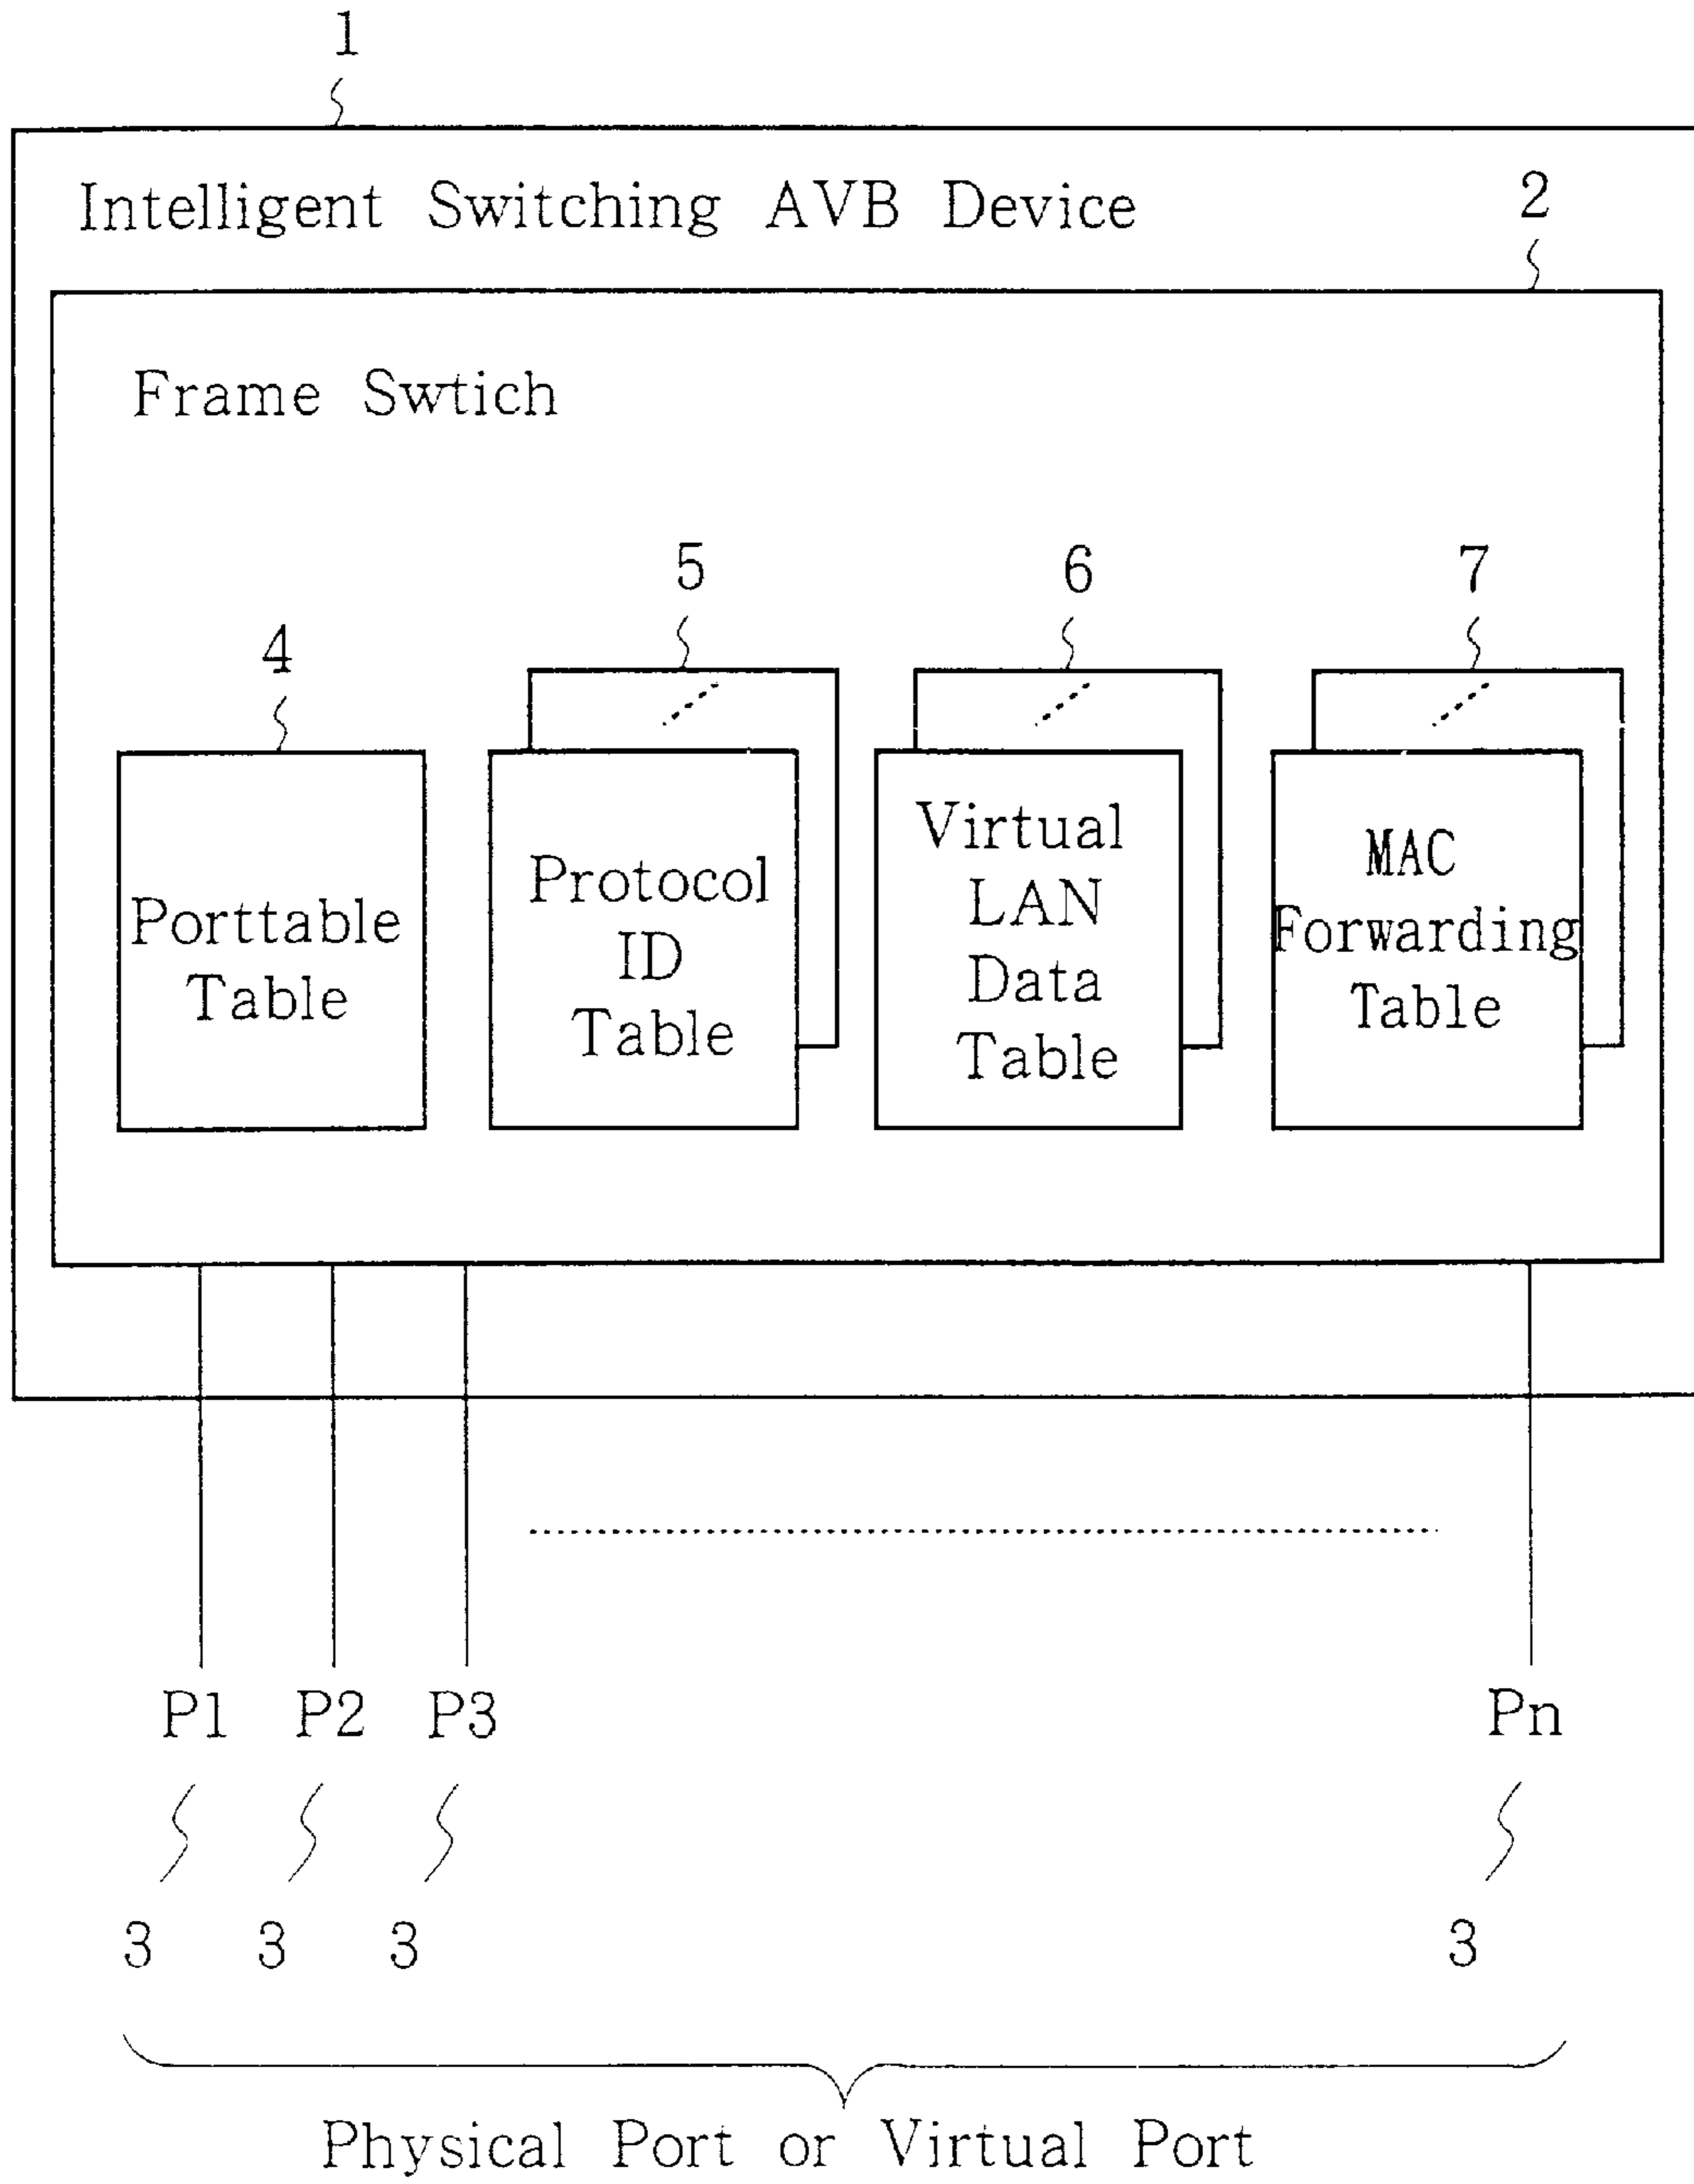 1
Intelligent Switching AVB Device
2
Frame Swtich
4
5
6
7
Porttable
Table
Protocol
ID
Table
Virtual
LAN
Data
Table
MAC
Forwarding
Table
P1 P2 P3 Pn
3 3 3 3
Physical Port or Virtual Port